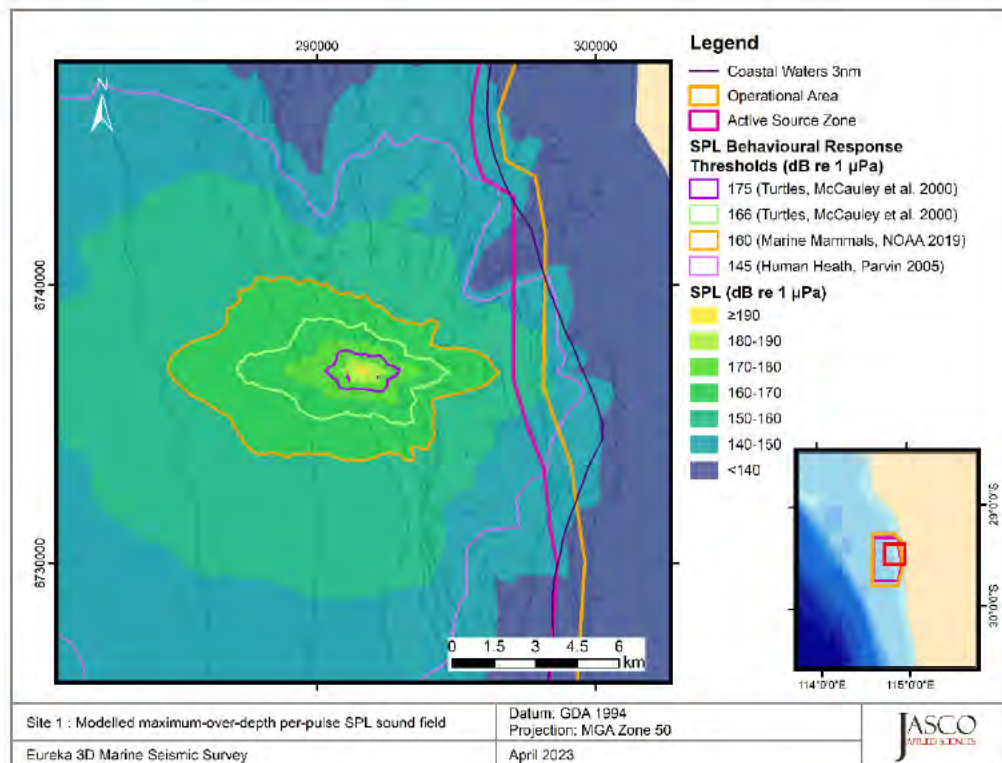 290000
300000
N
6740000
6730000
0 1.5 3 4.5 6
km
Legend
Coastal Waters 3nm
Operational Area
Active Source Zone
SPL Behavioural Response
Thresholds (dB re 1 µPa)
175 (Turtles, McCauley et al. 2000)
166 (Turtles, McCauley et al. 2000)
160 (Marine Mammals, NOAA 2019)
145 (Human Heath, Parvin 2005)
SPL (dB re 1 µPa)
≥190
180-190
170-180
160-170
150-160
140-150
<140
29°0'0"S
30°0'0"S
114°0'0"E 115°0'0"E
Site 1 : Modelled maximum-over-depth per-pulse SPL sound field
Datum: GDA 1994
Projection: MGA Zone 50
Eureka 3D Marine Seismic Survey
April 2023
JASCO
APPLIED SCIENCES